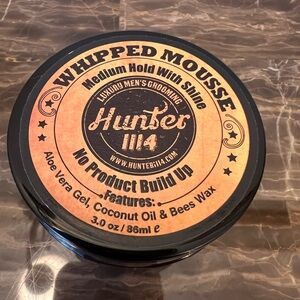 WHIPPED MOUSSE
Medium Hold With Shine
LUXURY MEN'S GROOMING
Hunter
1114
WWW.HUNTER1114.COM
No Product Build Up
Features:
Aloe Vera Gel, Coconut Oil & Bees Wax
3.0 oz / 86ml e